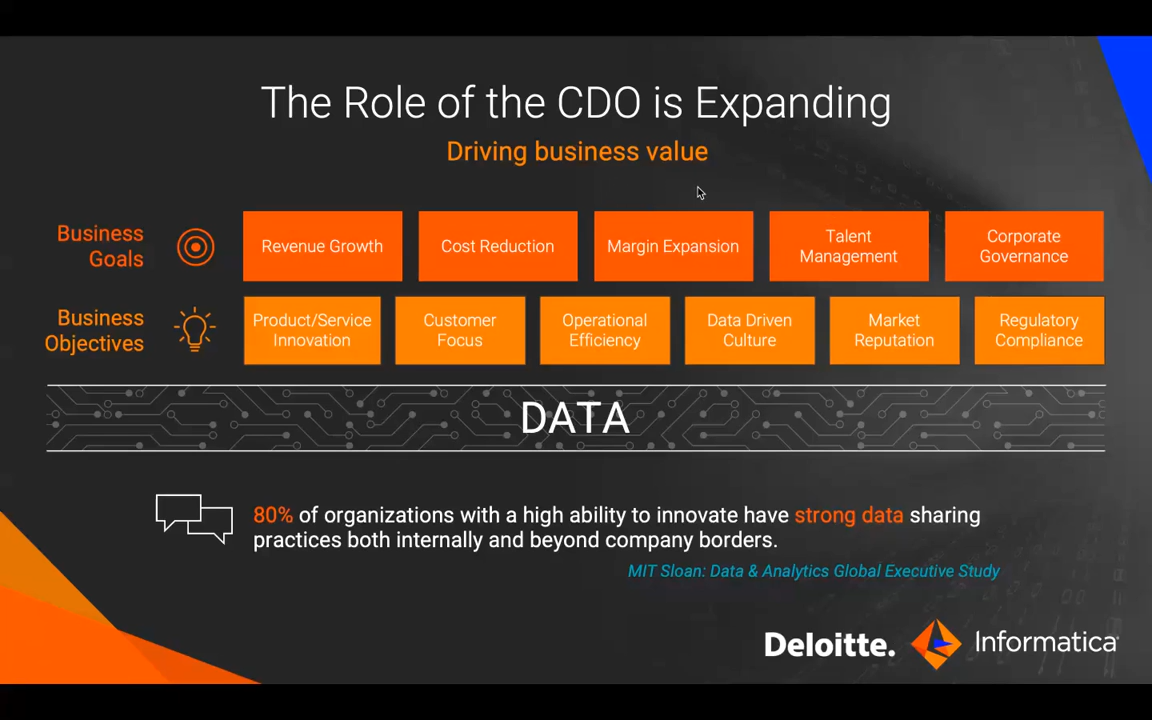 The Role of the CDO is Expanding
Driving business value
Business
Goals
Revenue Growth
Cost Reduction
Margin Expansion
Talent
Management
Corporate
Governance
Business
Objectives
Product/Service
Innovation
Customer
Focus
Operational
Efficiency
Data Driven
Culture
Market
Reputation
Regulatory
Compliance
DATA
80% of organizations with a high ability to innovate have strong data sharing
practices both internally and beyond company borders.
MIT Sloan: Data & Analytics Global Executive Study
Deloitte.
Informatica